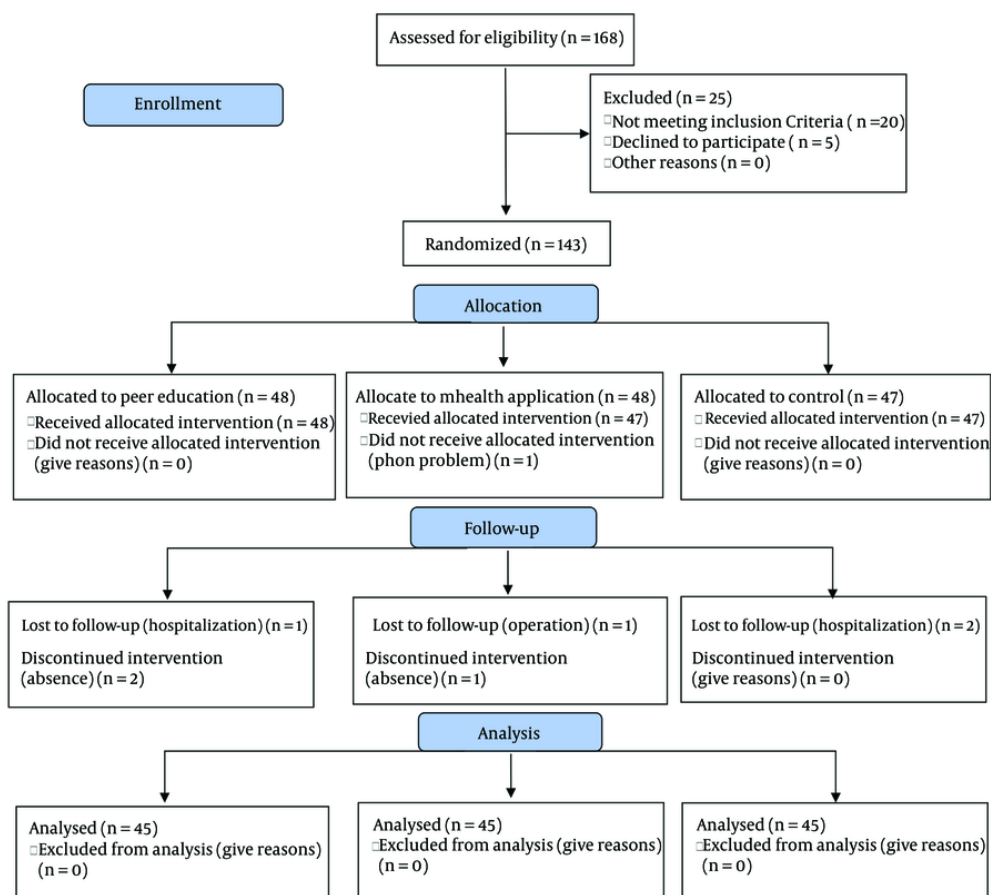 Assessed for eligibility (n = 168)
Enrollment
Excluded (n = 25)
□Not meeting inclusion Criteria ( n =20)
□Declined to participate ( n = 5)
□Other reasons (n = 0)
Randomized (n = 143)
Allocation
Allocated to peer education (n = 48)
□Received allocated intervention (n = 48)
□Did not receive allocated intervention
(give reasons) (n = 0)
Allocate to mhealth application (n = 48)
□Recevied allocated intervention (n = 47)
□Did not receive allocated intervention
(phon problem) (n = 1)
Allocated to control (n = 47)
□Recevied allocated intervention (n = 47)
□Did not receive allocated intervention
(give reasons) (n = 0)
Follow-up
Lost to follow-up (hospitalization) (n = 1)
Discontinued intervention
(absence) (n = 2)
Lost to follow-up (operation) (n = 1)
Discontinued intervention
(absence) (n = 1)
Lost to follow-up (hospitalization) (n = 2)
Discontinued intervention
(give reasons) (n = 0)
Analysis
Analysed (n = 45)
□Excluded from analysis (give reasons)
(n = 0)
Analysed (n = 45)
□Excluded from analysis (give reasons)
(n = 0)
Analysed (n = 45)
□Excluded from analysis (give reasons)
(n = 0)